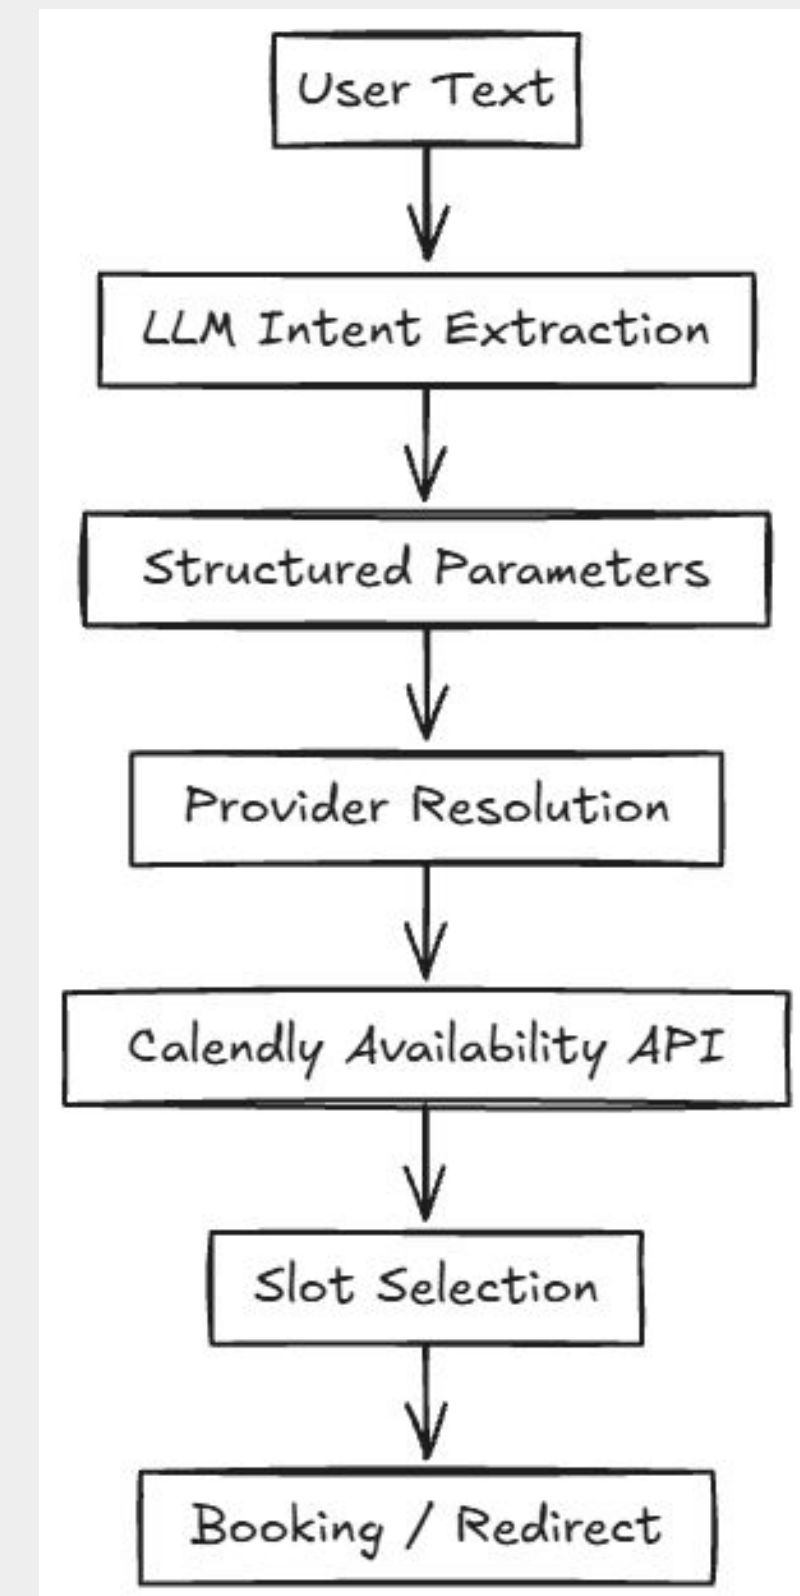 User Text
LLM Intent Extraction
Structured Parameters
Provider Resolution
Calendly Availability API
Slot Selection
Booking / Redirect